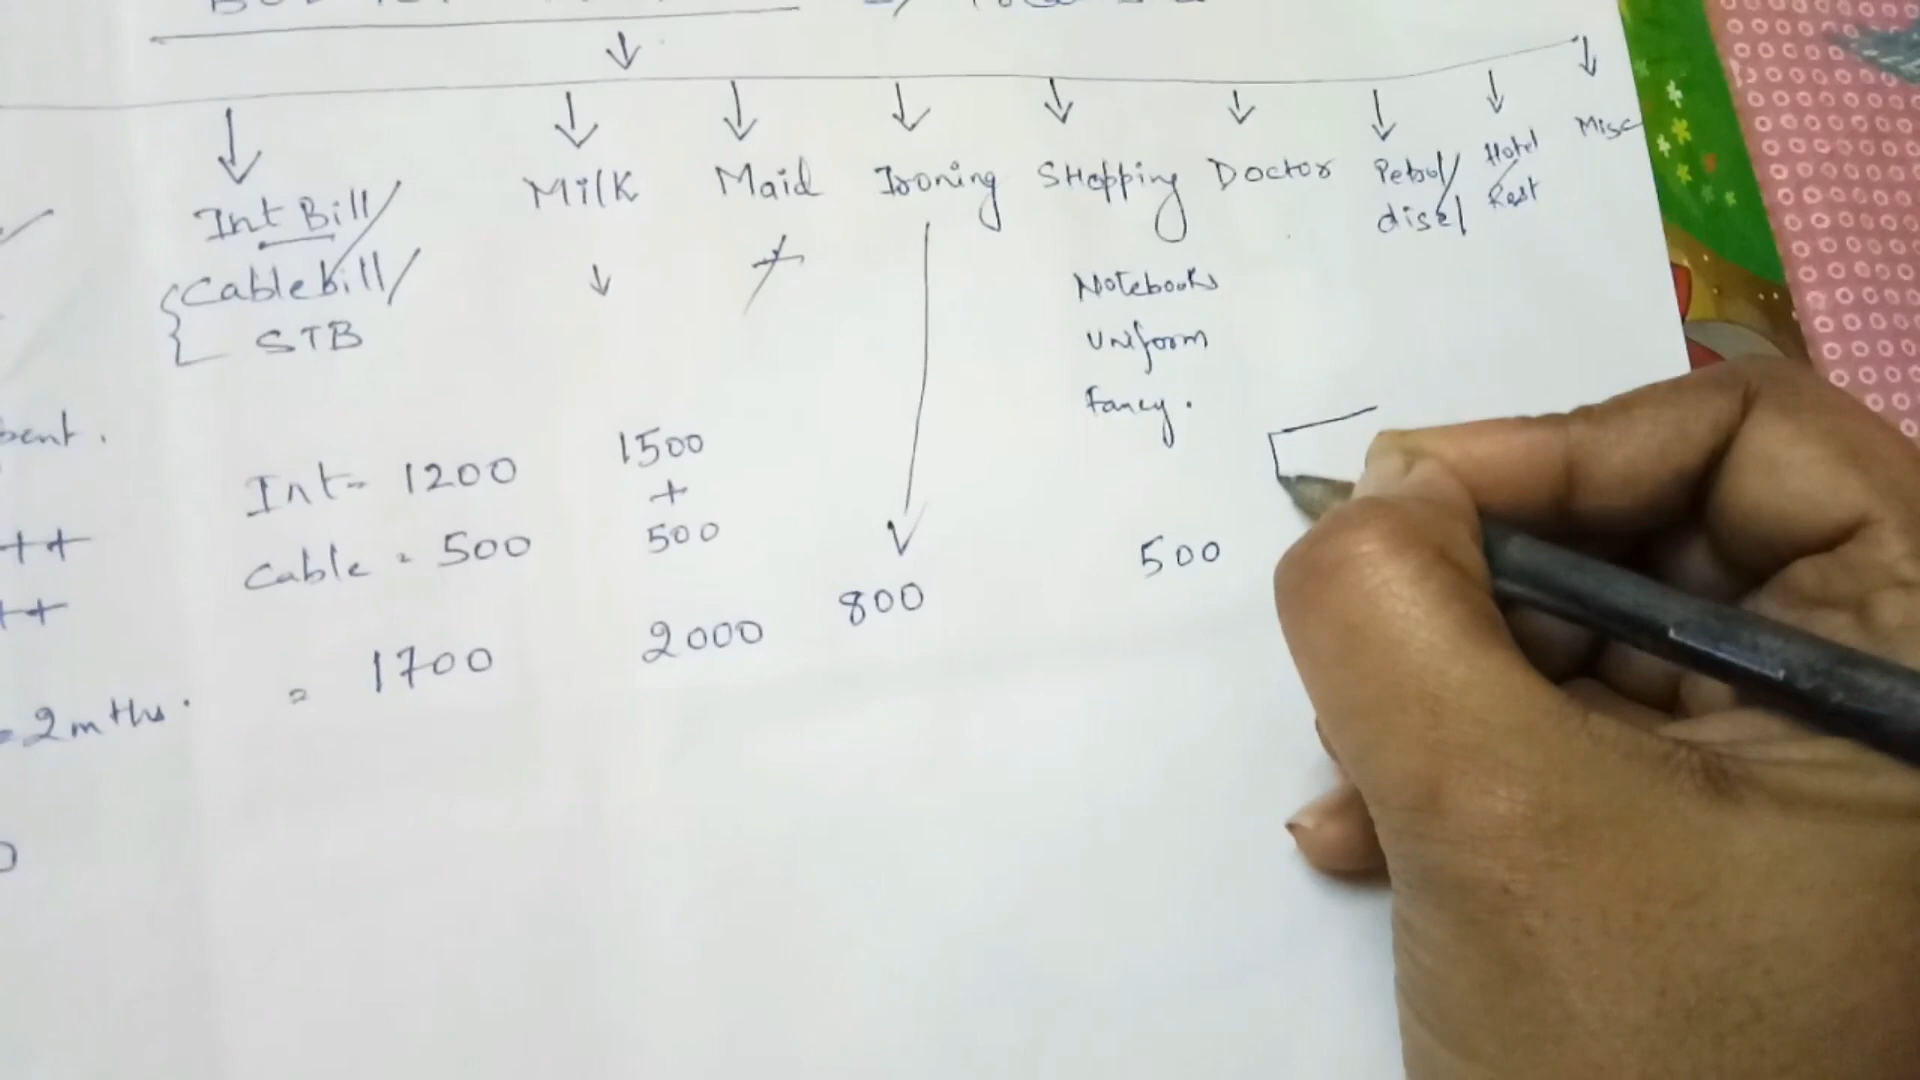 Int Bill/
Cablebill/
STB
Milk
Maid
Ironing
SHopping
Doctor
Petrol/
disel
Hotel
Rest
Misc
Notebooks
Uniform
Fancy.
Int = 1200
Cable = 500
= 1700
1500
+
500
2000
800
500
++
++
= 2mths.